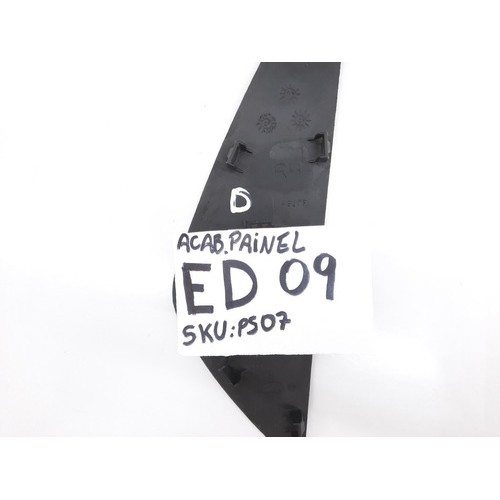 D
ACAB.PAINEL
ED 09
SKU:PS07